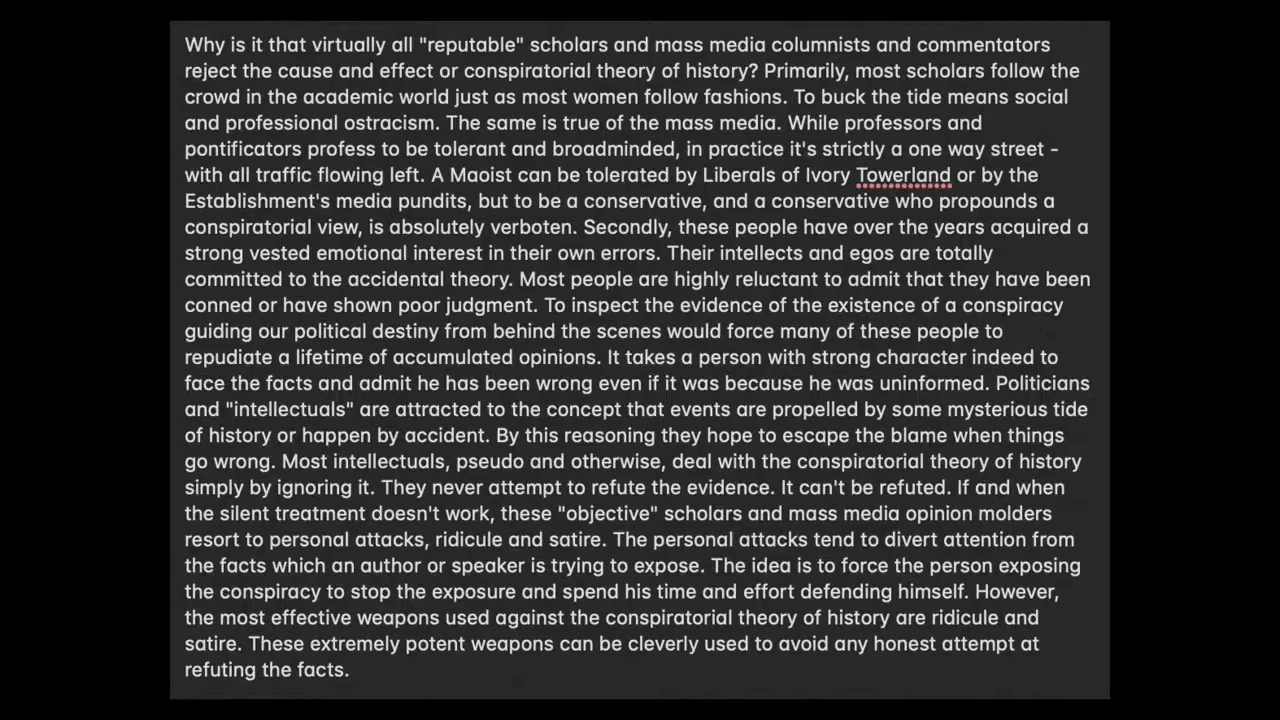 Why is it that virtually all "reputable" scholars and mass media columnists and commentators
reject the cause and effect or conspiratorial theory of history? Primarily, most scholars follow the
crowd in the academic world just as most women follow fashions. To buck the tide means social
and professional ostracism. The same is true of the mass media. While professors and
pontificators profess to be tolerant and broadminded, in practice it's strictly a one way street -
with all traffic flowing left. A Maoist can be tolerated by Liberals of Ivory Towerland or by the
Establishment's media pundits, but to be a conservative, and a conservative who propounds a
conspiratorial view, is absolutely verboten. Secondly, these people have over the years acquired a
strong vested emotional interest in their own errors. Their intellects and egos are totally
committed to the accidental theory. Most people are highly reluctant to admit that they have been
conned or have shown poor judgment. To inspect the evidence of the existence of a conspiracy
guiding our political destiny from behind the scenes would force many of these people to
repudiate a lifetime of accumulated opinions. It takes a person with strong character indeed to
face the facts and admit he has been wrong even if it was because he was uninformed. Politicians
and "intellectuals" are attracted to the concept that events are propelled by some mysterious tide
of history or happen by accident. By this reasoning they hope to escape the blame when things
go wrong. Most intellectuals, pseudo and otherwise, deal with the conspiratorial theory of history
simply by ignoring it. They never attempt to refute the evidence. It can't be refuted. If and when
the silent treatment doesn't work, these "objective" scholars and mass media opinion molders
resort to personal attacks, ridicule and satire. The personal attacks tend to divert attention from
the facts which an author or speaker is trying to expose. The idea is to force the person exposing
the conspiracy to stop the exposure and spend his time and effort defending himself. However,
the most effective weapons used against the conspiratorial theory of history are ridicule and
satire. These extremely potent weapons can be cleverly used to avoid any honest attempt at
refuting the facts.